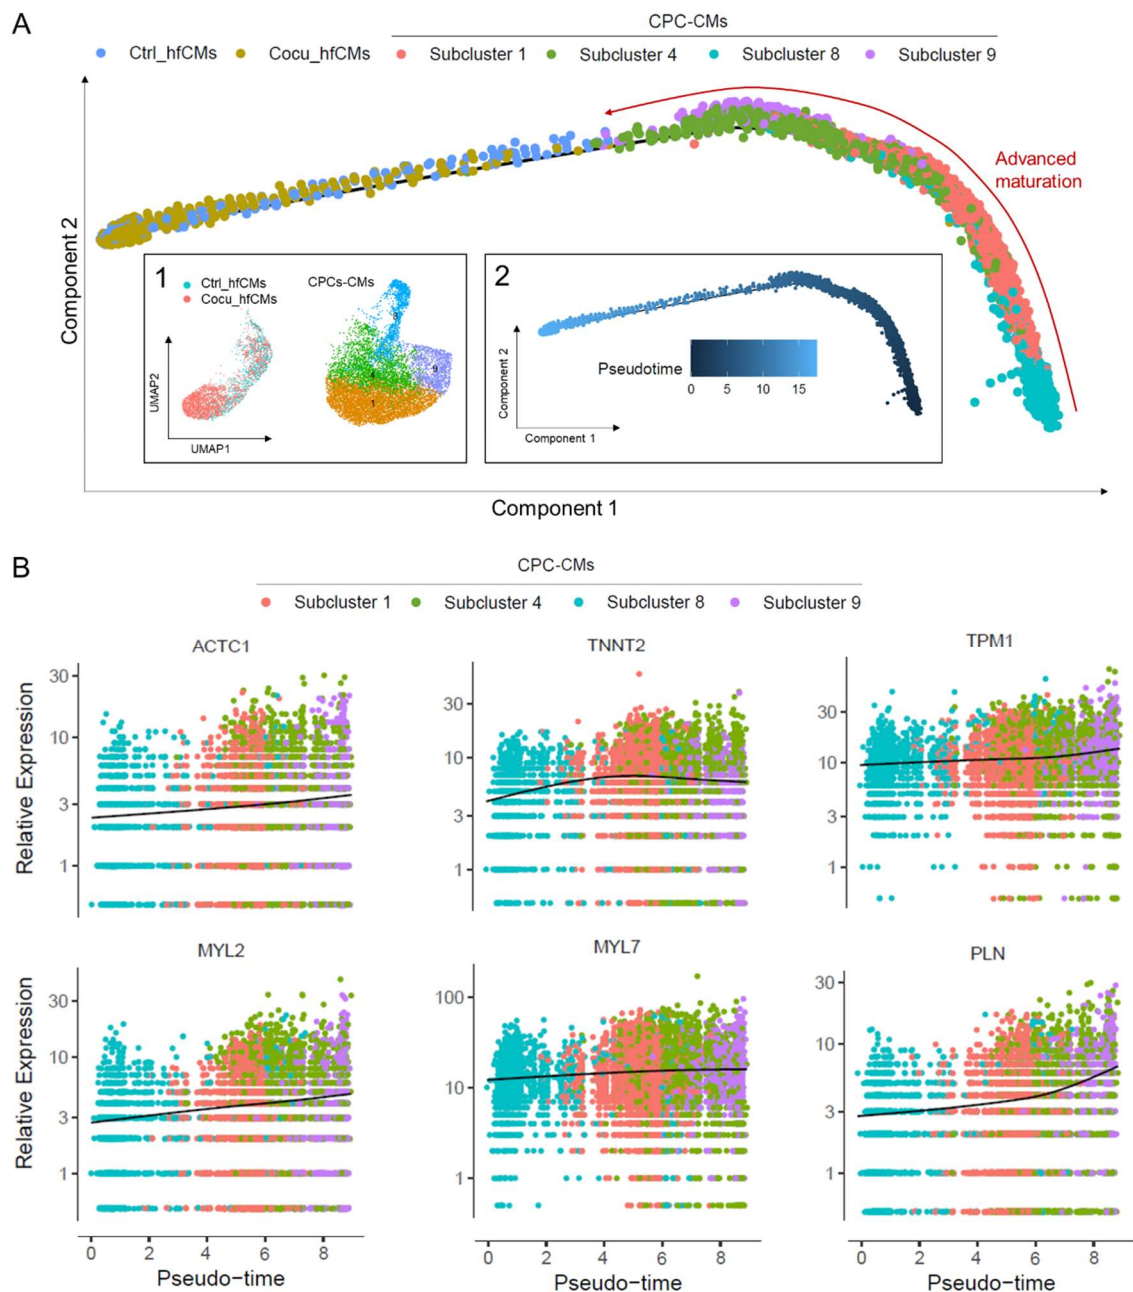 A
CPC-CMs
Ctrl_hfCMs Cocu_hfCMs Subcluster 1 Subcluster 4 Subcluster 8 Subcluster 9
Advanced
maturation
Component 2
1
Ctrl_hfCMs
Cocu_hfCMs
CPCs-CMs
8
9
4
1
UMAP2
UMAP1
2
Component 2
Pseudotime
0 5 10 15
Component 1
Component 1
B
CPC-CMs
Subcluster 1 Subcluster 4 Subcluster 8 Subcluster 9
ACTC1 TNNT2 TPM1
Relative Expression
30
10
3
1
30
10
3
1
30
10
3
1
MYL2 MYL7 PLN
Relative Expression
30
10
3
1
100
10
1
30
10
3
1
0 2 4 6 8
0 2 4 6 8
0 2 4 6 8
Pseudo-time Pseudo-time Pseudo-time